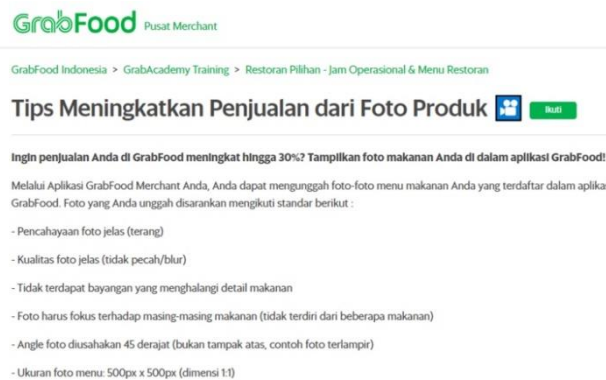 GrabFood Pusat Merchant
GrabFood Indonesia > GrabAcademy Training > Restoran Pilihan - Jam Operasional & Menu Restoran
Tips Meningkatkan Penjualan dari Foto Produk Ikuti
Ingin penjualan Anda di GrabFood meningkat hingga 30%? Tampilkan foto makanan Anda di dalam aplikasi GrabFood!
Melalui Aplikasi GrabFood Merchant Anda, Anda dapat mengunggah foto-foto menu makanan Anda yang terdaftar dalam aplika
GrabFood. Foto yang Anda unggah disarankan mengikuti standar berikut :
- Pencahayaan foto jelas (terang)
- Kualitas foto jelas (tidak pecah/blur)
- Tidak terdapat bayangan yang menghalangi detail makanan
- Foto harus fokus terhadap masing-masing makanan (tidak terdiri dari beberapa makanan)
- Angle foto diusahakan 45 derajat (bukan tampak atas, contoh foto terlampir)
- Ukuran foto menu: 500px x 500px (dimensi 1:1)